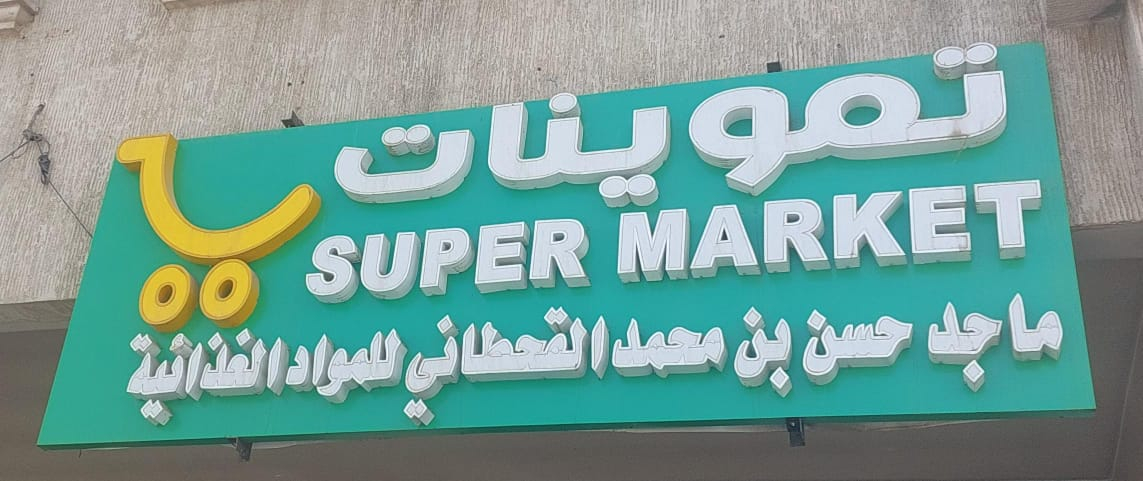 تموينات
SUPER MARKET
ماجد حسن بن محمد القحطاني للمواد الغذائية